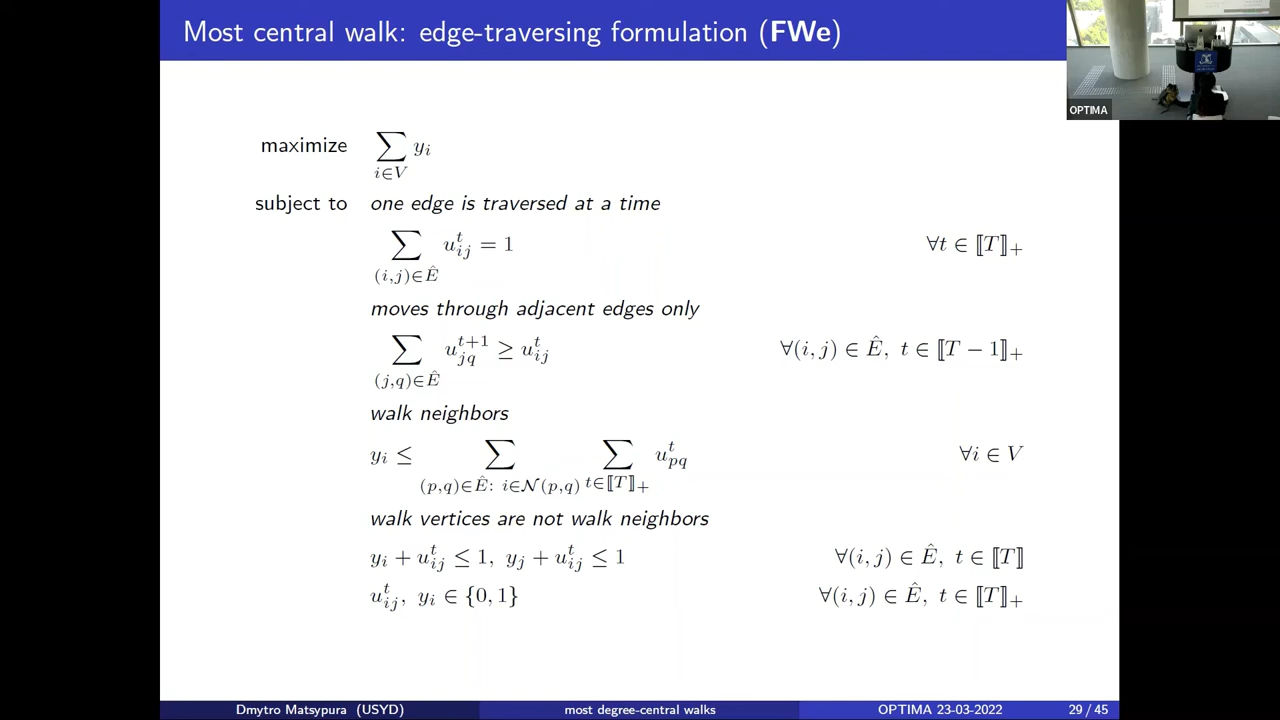 Most central walk: edge-traversing formulation (FWe)
OPTIMA
maximize ∑_{i∈V} y_i
subject to one edge is traversed at a time
∑_{(i,j)∈Ê} u^t_{ij} = 1 ∀t ∈ ⟦T⟧₊
moves through adjacent edges only
∑_{(j,q)∈Ê} u^{t+1}_{jq} ≥ u^t_{ij} ∀(i, j) ∈ Ê, t ∈ ⟦T − 1⟧₊
walk neighbors
y_i ≤ ∑_{(p,q)∈Ê: i∈𝒩(p,q)} ∑_{t∈⟦T⟧₊} u^t_{pq} ∀i ∈ V
walk vertices are not walk neighbors
y_i + u^t_{ij} ≤ 1, y_j + u^t_{ij} ≤ 1 ∀(i, j) ∈ Ê, t ∈ ⟦T⟧
u^t_{ij}, y_i ∈ {0, 1} ∀(i, j) ∈ Ê, t ∈ ⟦T⟧₊
Dmytro Matsypura (USYD) most degree-central walks OPTIMA 23-03-2022 29 / 45